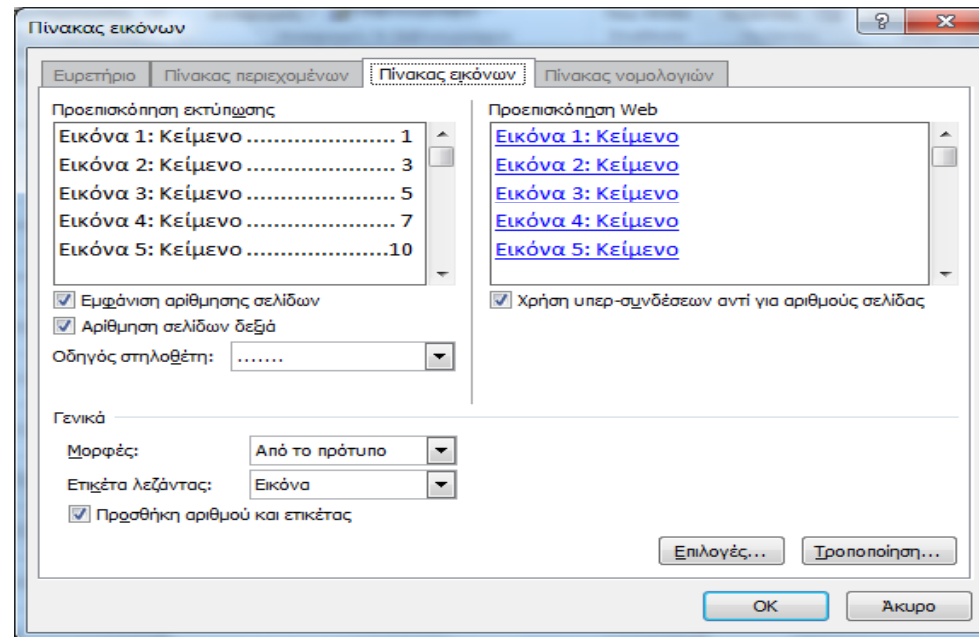 Πίνακας εικόνων
Ευρετήριο Πίνακας περιεχομένων Πίνακας εικόνων Πίνακας νομολογιών
Προεπισκόπηση εκτύπωσης
Εικόνα 1: Κείμενο ...................... 1
Εικόνα 2: Κείμενο ...................... 3
Εικόνα 3: Κείμενο ...................... 5
Εικόνα 4: Κείμενο ...................... 7
Εικόνα 5: Κείμενο .....................10
Εμφάνιση αρίθμησης σελίδων
Αρίθμηση σελίδων δεξιά
Οδηγός στηλοθέτη: .......
Προεπισκόπηση Web
Εικόνα 1: Κείμενο
Εικόνα 2: Κείμενο
Εικόνα 3: Κείμενο
Εικόνα 4: Κείμενο
Εικόνα 5: Κείμενο
Χρήση υπερ-συνδέσεων αντί για αριθμούς σελίδας
Γενικά
Μορφές: Από το πρότυπο
Ετικέτα λεζάντας: Εικόνα
Προσθήκη αριθμού και ετικέτας
Επιλογές... Τροποποίηση...
OK Άκυρο